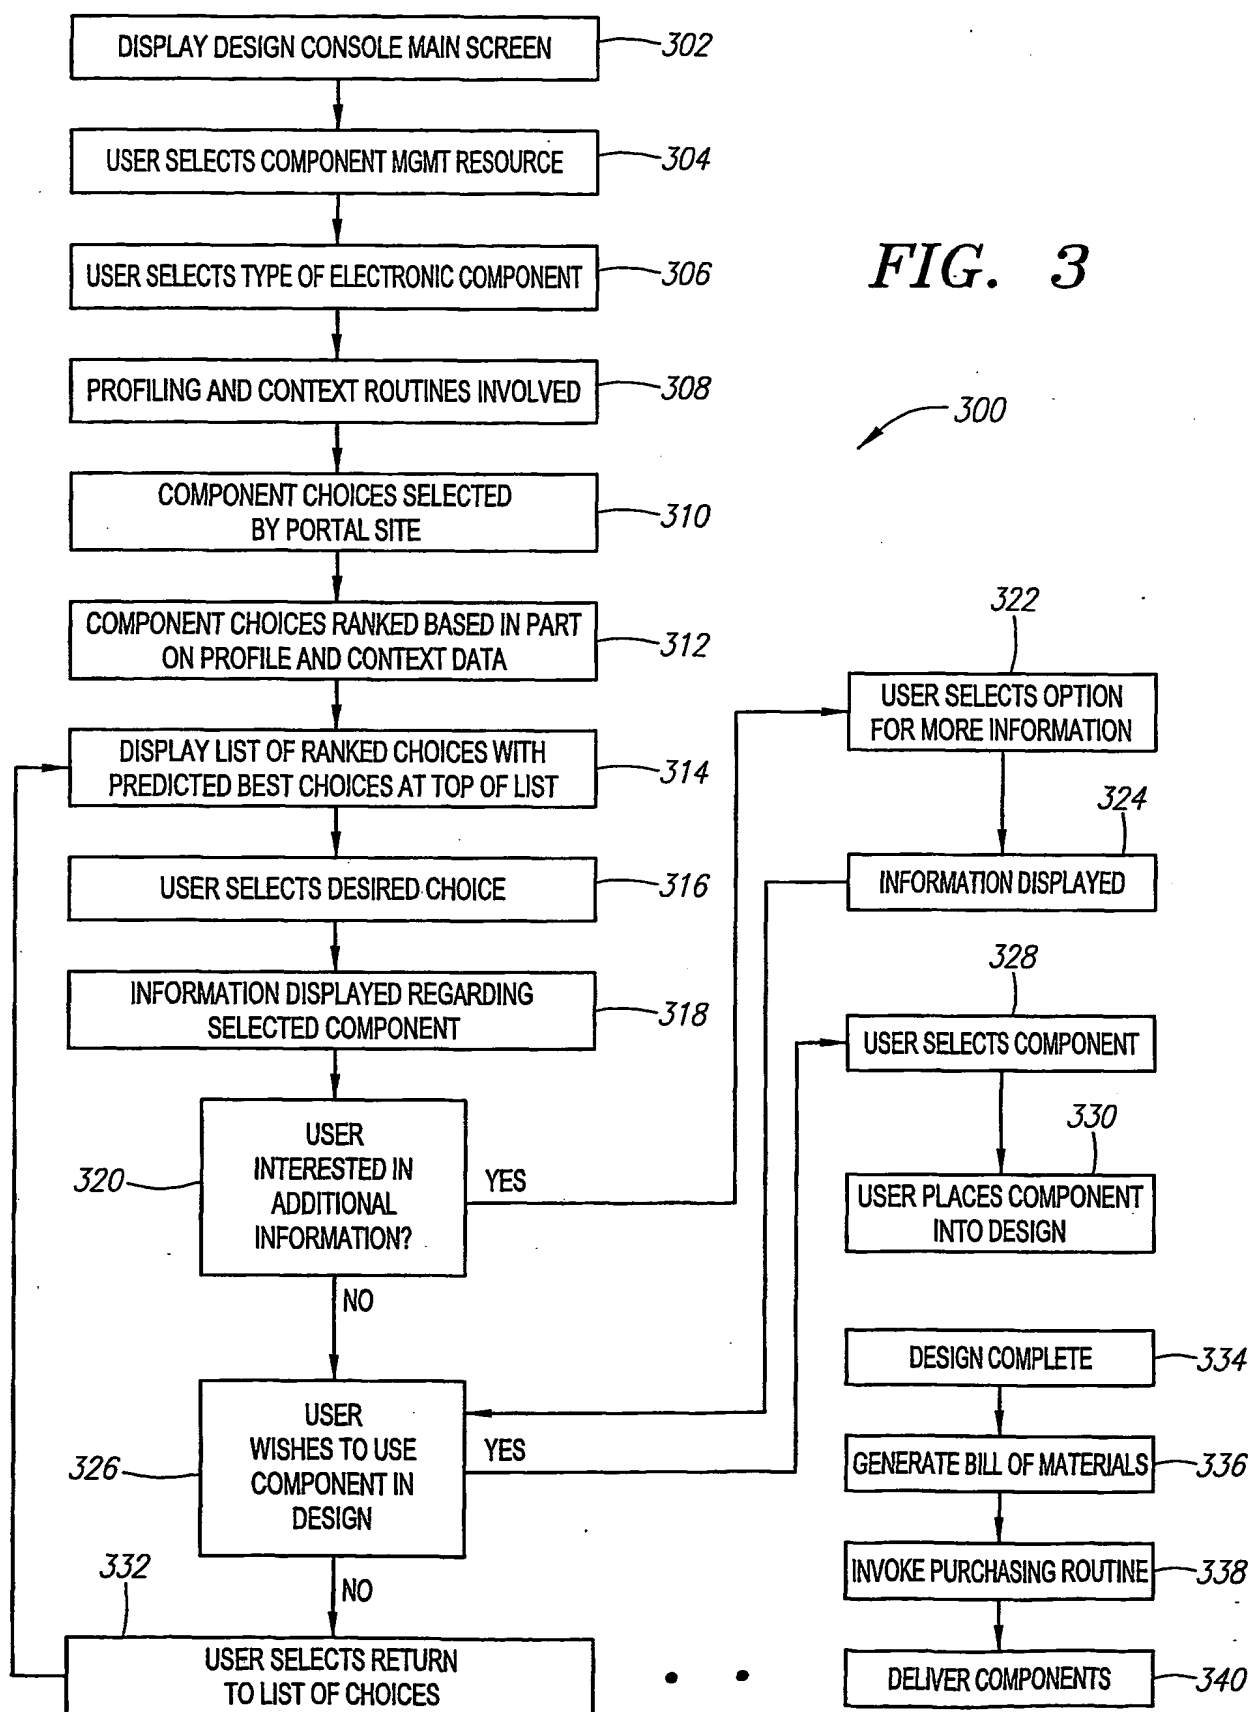 DISPLAY DESIGN CONSOLE MAIN SCREEN
302
USER SELECTS COMPONENT MGMT RESOURCE
304
USER SELECTS TYPE OF ELECTRONIC COMPONENT
306
FIG. 3
PROFILING AND CONTEXT ROUTINES INVOLVED
308
300
COMPONENT CHOICES SELECTED
BY PORTAL SITE
310
COMPONENT CHOICES RANKED BASED IN PART
ON PROFILE AND CONTEXT DATA
312
322
USER SELECTS OPTION
FOR MORE INFORMATION
DISPLAY LIST OF RANKED CHOICES WITH
PREDICTED BEST CHOICES AT TOP OF LIST
314
324
INFORMATION DISPLAYED
USER SELECTS DESIRED CHOICE
316
328
INFORMATION DISPLAYED REGARDING
SELECTED COMPONENT
318
USER SELECTS COMPONENT
330
USER
INTERESTED IN
ADDITIONAL
INFORMATION?
320
YES
USER PLACES COMPONENT
INTO DESIGN
NO
DESIGN COMPLETE
334
USER
WISHES TO USE
COMPONENT IN
DESIGN
326
YES
GENERATE BILL OF MATERIALS
336
332
NO
INVOKE PURCHASING ROUTINE
338
USER SELECTS RETURN
TO LIST OF CHOICES
DELIVER COMPONENTS
340